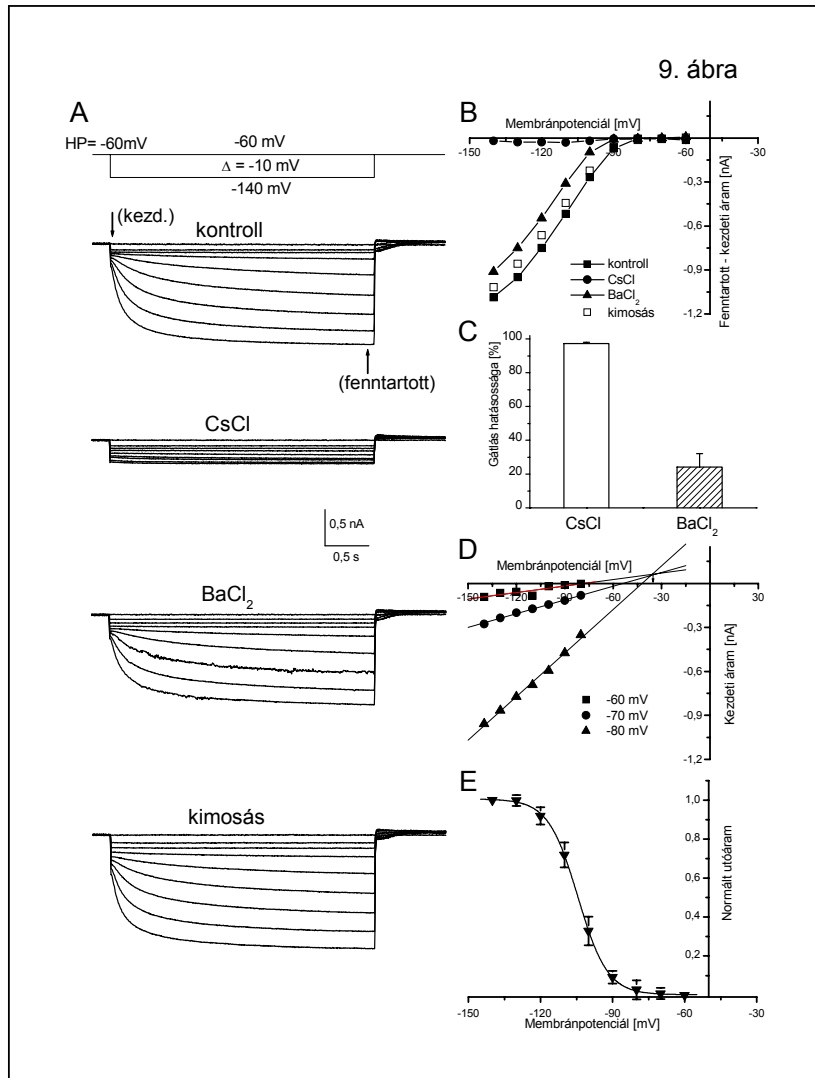 9. ábra
A
HP= -60mV
-60 mV
Δ = -10 mV
-140 mV
(kezd.)
kontroll
(fenntartott)
CsCl
0,5 nA
0,5 s
BaCl₂
kimosás
B
Membránpotenciál [mV]
-150 -120 -90 -60 -30
-0,3
-0,6
-0,9
-1,2
Fenntartott - kezdeti áram [nA]
kontroll
CsCl
BaCl₂
kimosás
C
Gátlás hatásossága [%]
100
80
60
40
20
0
CsCl BaCl₂
D
Membránpotenciál [mV]
-150 -120 -90 -60 -30 30
-0,3
-0,6
-0,9
-1,2
Kezdeti áram [nA]
-60 mV
-70 mV
-80 mV
E
1,0
0,8
0,6
0,4
0,2
Normált utóáram
-150 -120 -90 -60 -30
Membránpotenciál [mV]